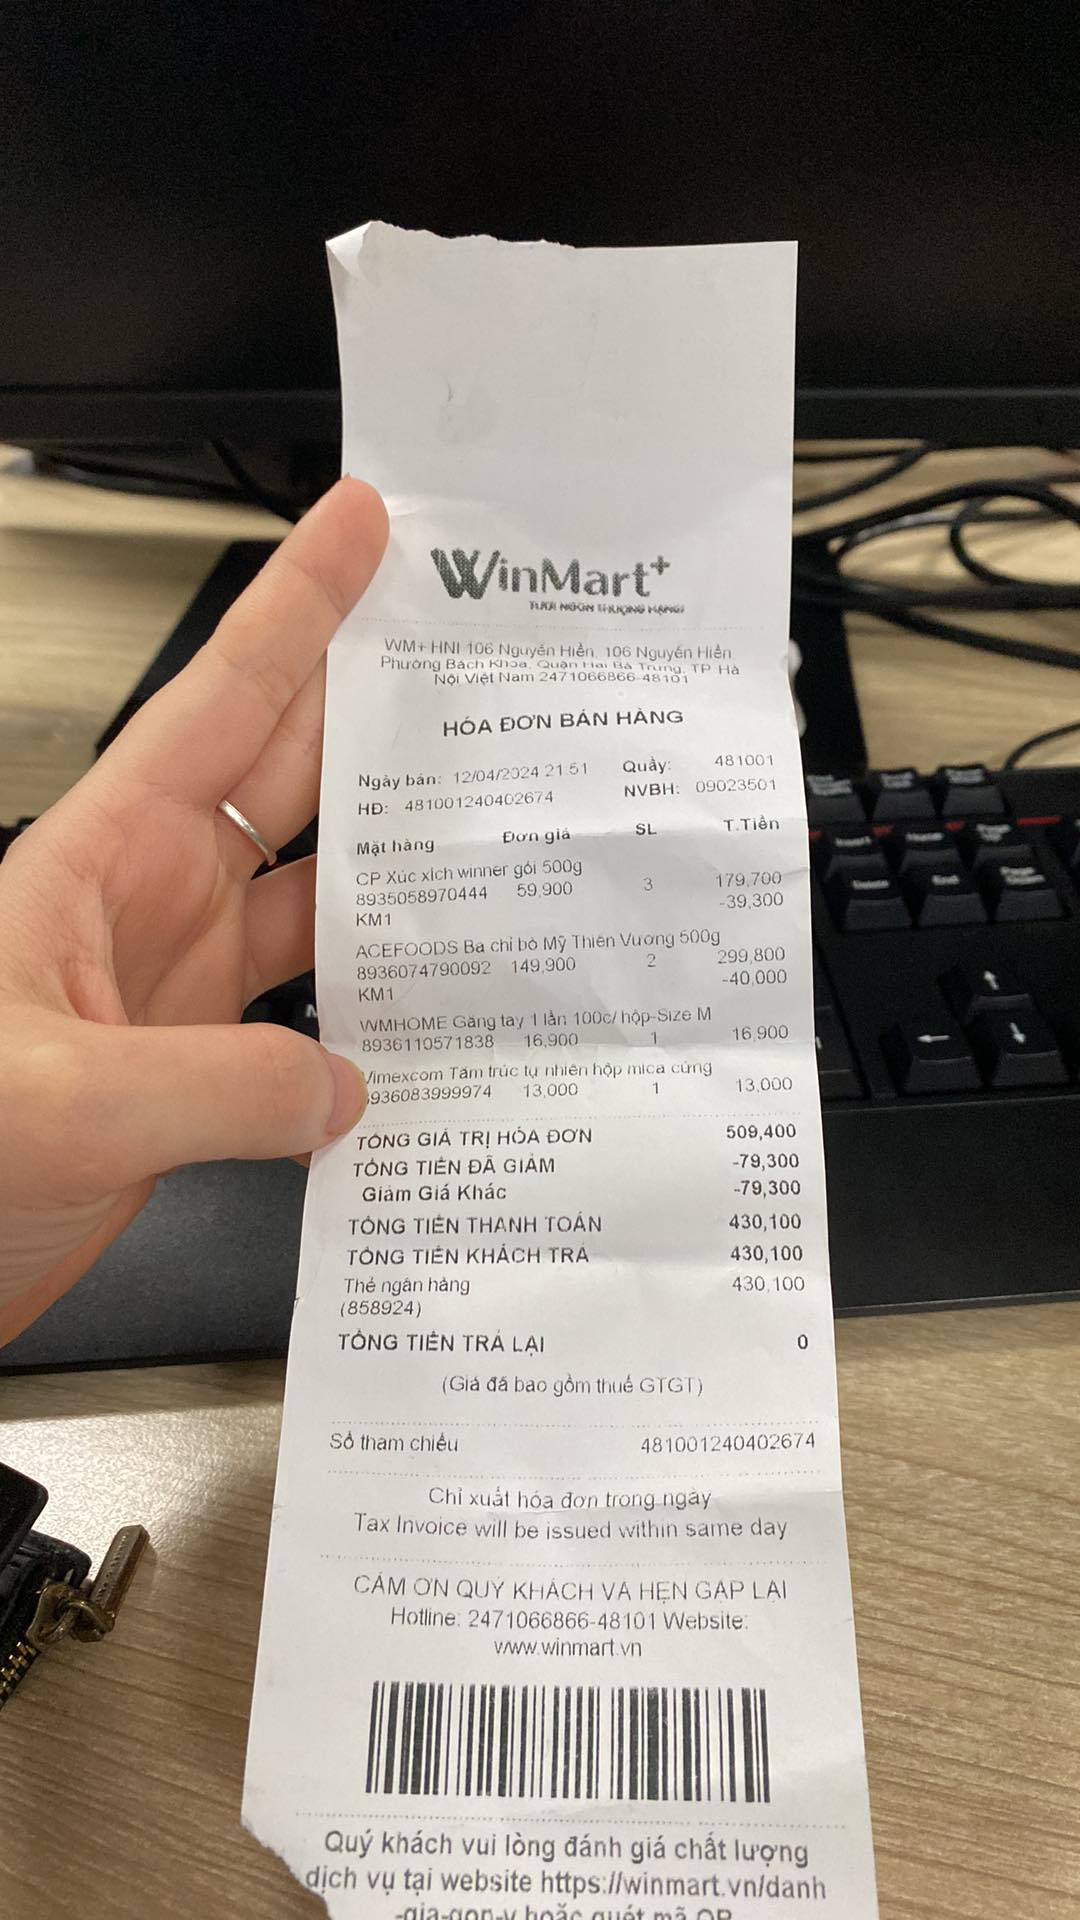 WinMart+
TƯƠI NGON THƯỢNG HẠNG!
WM+ HNI 106 Nguyễn Hiền, 106 Nguyễn Hiền,
Phường Bách Khoa, Quận Hai Bà Trưng, TP Hà
Nội Việt Nam 2471066866-48101
HÓA ĐƠN BÁN HÀNG
Ngày bán: 12/04/2024 21:51 Quầy: 481001
HĐ: 481001240402674 NVBH: 09023501
Mặt hàng Đơn giá SL T.Tiền
CP Xúc xích winner gói 500g
8935058970444 59,900 3 179,700
KM1 -39,300
ACEFOODS Ba chỉ bò Mỹ Thiên Vương 500g
8936074790092 149,900 2 299,800
KM1 -40,000
WMHOME Găng tay 1 lần 100c/ hộp-Size M
8936110571838 16,900 1 16,900
Vimexcom Tăm trúc tự nhiên hộp mica cứng
936083999974 13,000 1 13,000
TỔNG GIÁ TRỊ HÓA ĐƠN 509,400
TỔNG TIỀN ĐÃ GIẢM -79,300
Giảm Giá Khác -79,300
TỔNG TIỀN THANH TOÁN 430,100
TỔNG TIỀN KHÁCH TRẢ 430,100
Thẻ ngân hàng 430,100
(858924)
TỔNG TIỀN TRẢ LẠI 0
(Giá đã bao gồm thuế GTGT)
Số tham chiếu 481001240402674
Chỉ xuất hóa đơn trong ngày
Tax Invoice will be issued within same day
CẢM ƠN QUÝ KHÁCH VÀ HẸN GẶP LẠI
Hotline: 2471066866-48101 Website:
www.winmart.vn
Quý khách vui lòng đánh giá chất lượng
dịch vụ tại website https://winmart.vn/danh
-gia-gon-y hoặc quét mã QR